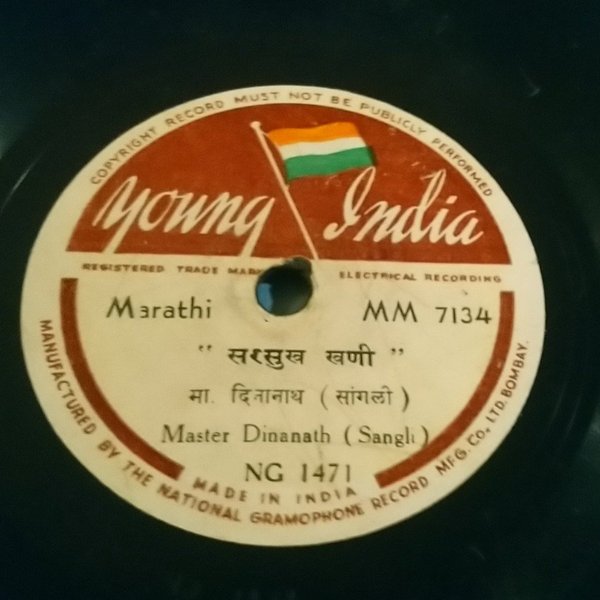 COPYRIGHT RECORD MUST NOT BE PUBLICLY PERFORMED
Young India
REGISTERED TRADE MARK ELECTRICAL RECORDING
Marathi MM 7134
" सरसुख खणी "
मा. दिनानाथ ( सांगली )
Master Dinanath ( Sangli )
NG 1471
MADE IN INDIA
MANUFACTURED BY THE NATIONAL GRAMOPHONE RECORD MFG. Co., LTD. BOMBAY.